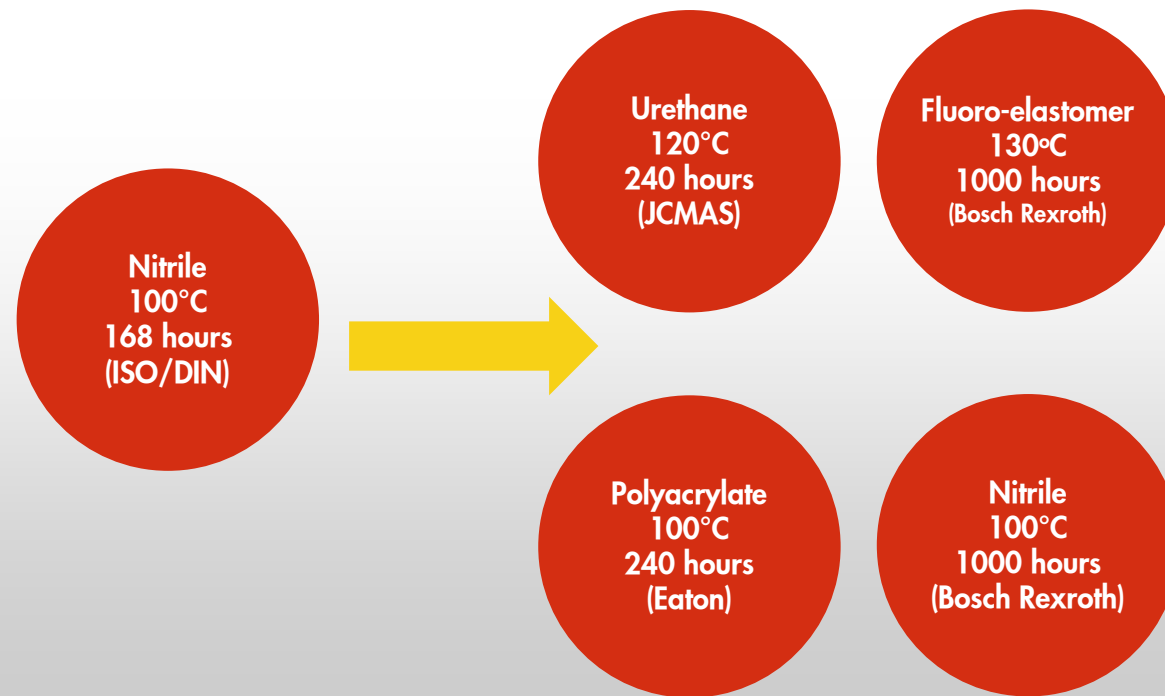 Nitrile
100°C
168 hours
(ISO/DIN)
Urethane
120°C
240 hours
(JCMAS)
Fluoro-elastomer
130°C
1000 hours
(Bosch Rexroth)
Polyacrylate
100°C
240 hours
(Eaton)
Nitrile
100°C
1000 hours
(Bosch Rexroth)